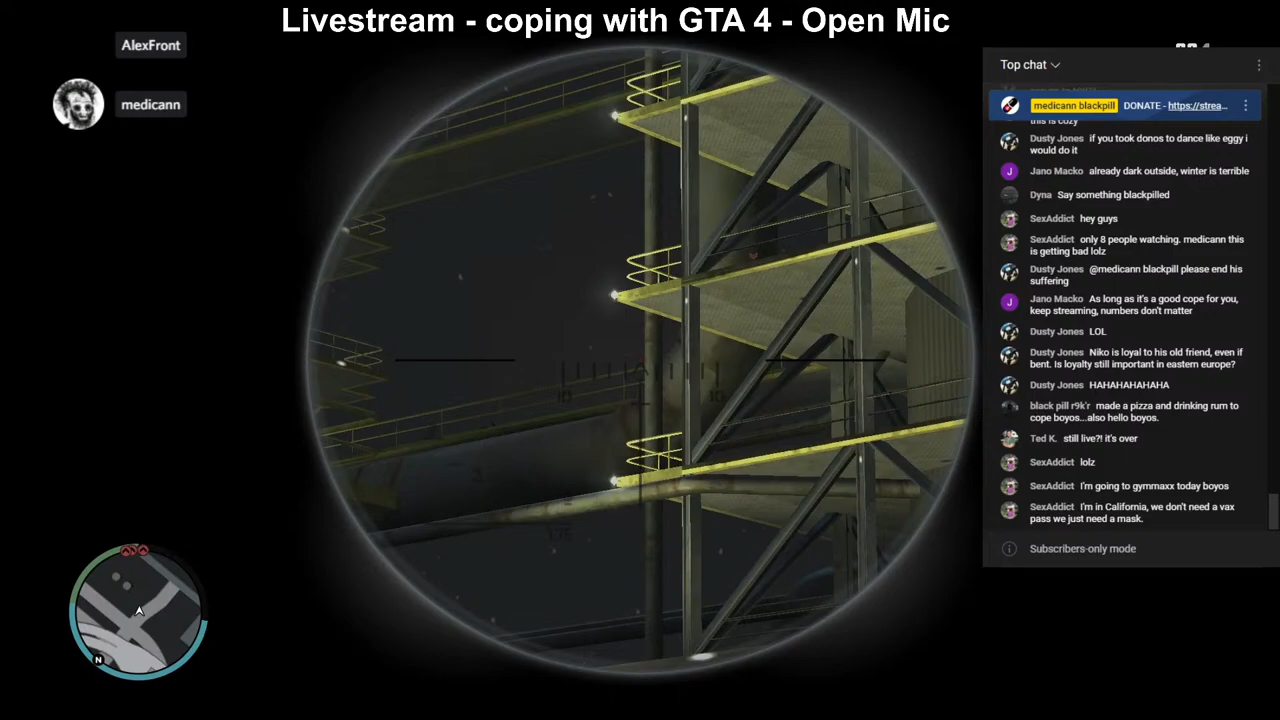 Livestream - coping with GTA 4 - Open Mic
AlexFront
medicann
Top chat
medicann blackpill DONATE - https://strea...
this is cozy
Dusty Jones if you took donos to dance like eggy i
would do it
J Jano Macko already dark outside, winter is terrible
Dyna Say something blackpilled
SexAddict hey guys
SexAddict only 8 people watching. medicann this
is getting bad lolz
Dusty Jones @medicann blackpill please end his
suffering
J Jano Macko As long as it's a good cope for you,
keep streaming, numbers don't matter
Dusty Jones LOL
Dusty Jones Niko is loyal to his old friend, even if
bent. Is loyalty still important in eastern europe?
Dusty Jones HAHAHAHAHAHA
black pill r9k'r made a pizza and drinking rum to
cope boyos...also hello boyos.
Ted K. still live?! it's over
SexAddict lolz
SexAddict I'm going to gymmaxx today boyos
SexAddict I'm in California, we don't need a vax
pass we just need a mask.
Subscribers-only mode
10
10
1.75
N